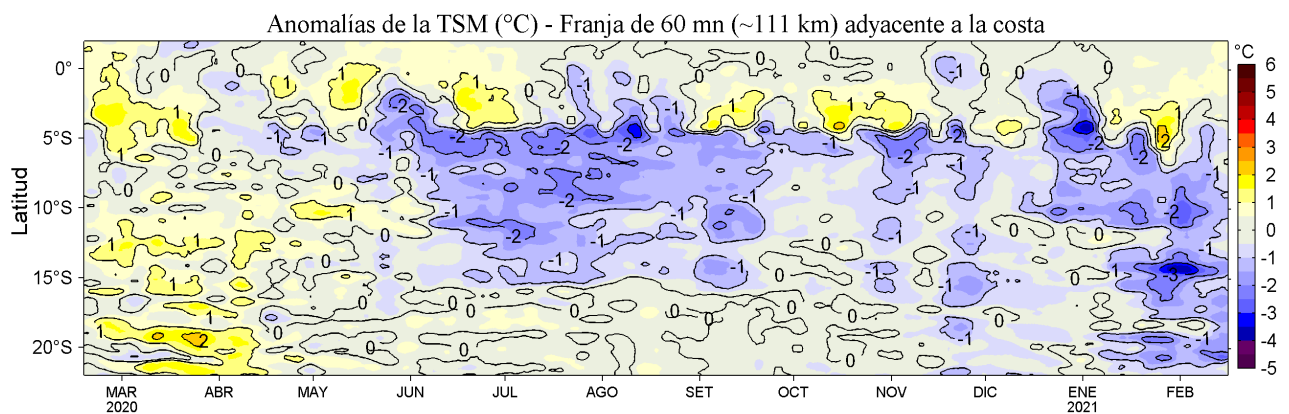 Anomalías de la TSM (°C) - Franja de 60 mn (~111 km) adyacente a la costa
°C
Latitud
0°
5°S
10°S
15°S
20°S
6
5
4
3
2
1
0
-1
-2
-3
-4
-5
MAR ABR MAY JUN JUL AGO SET OCT NOV DIC ENE FEB
2020 2021